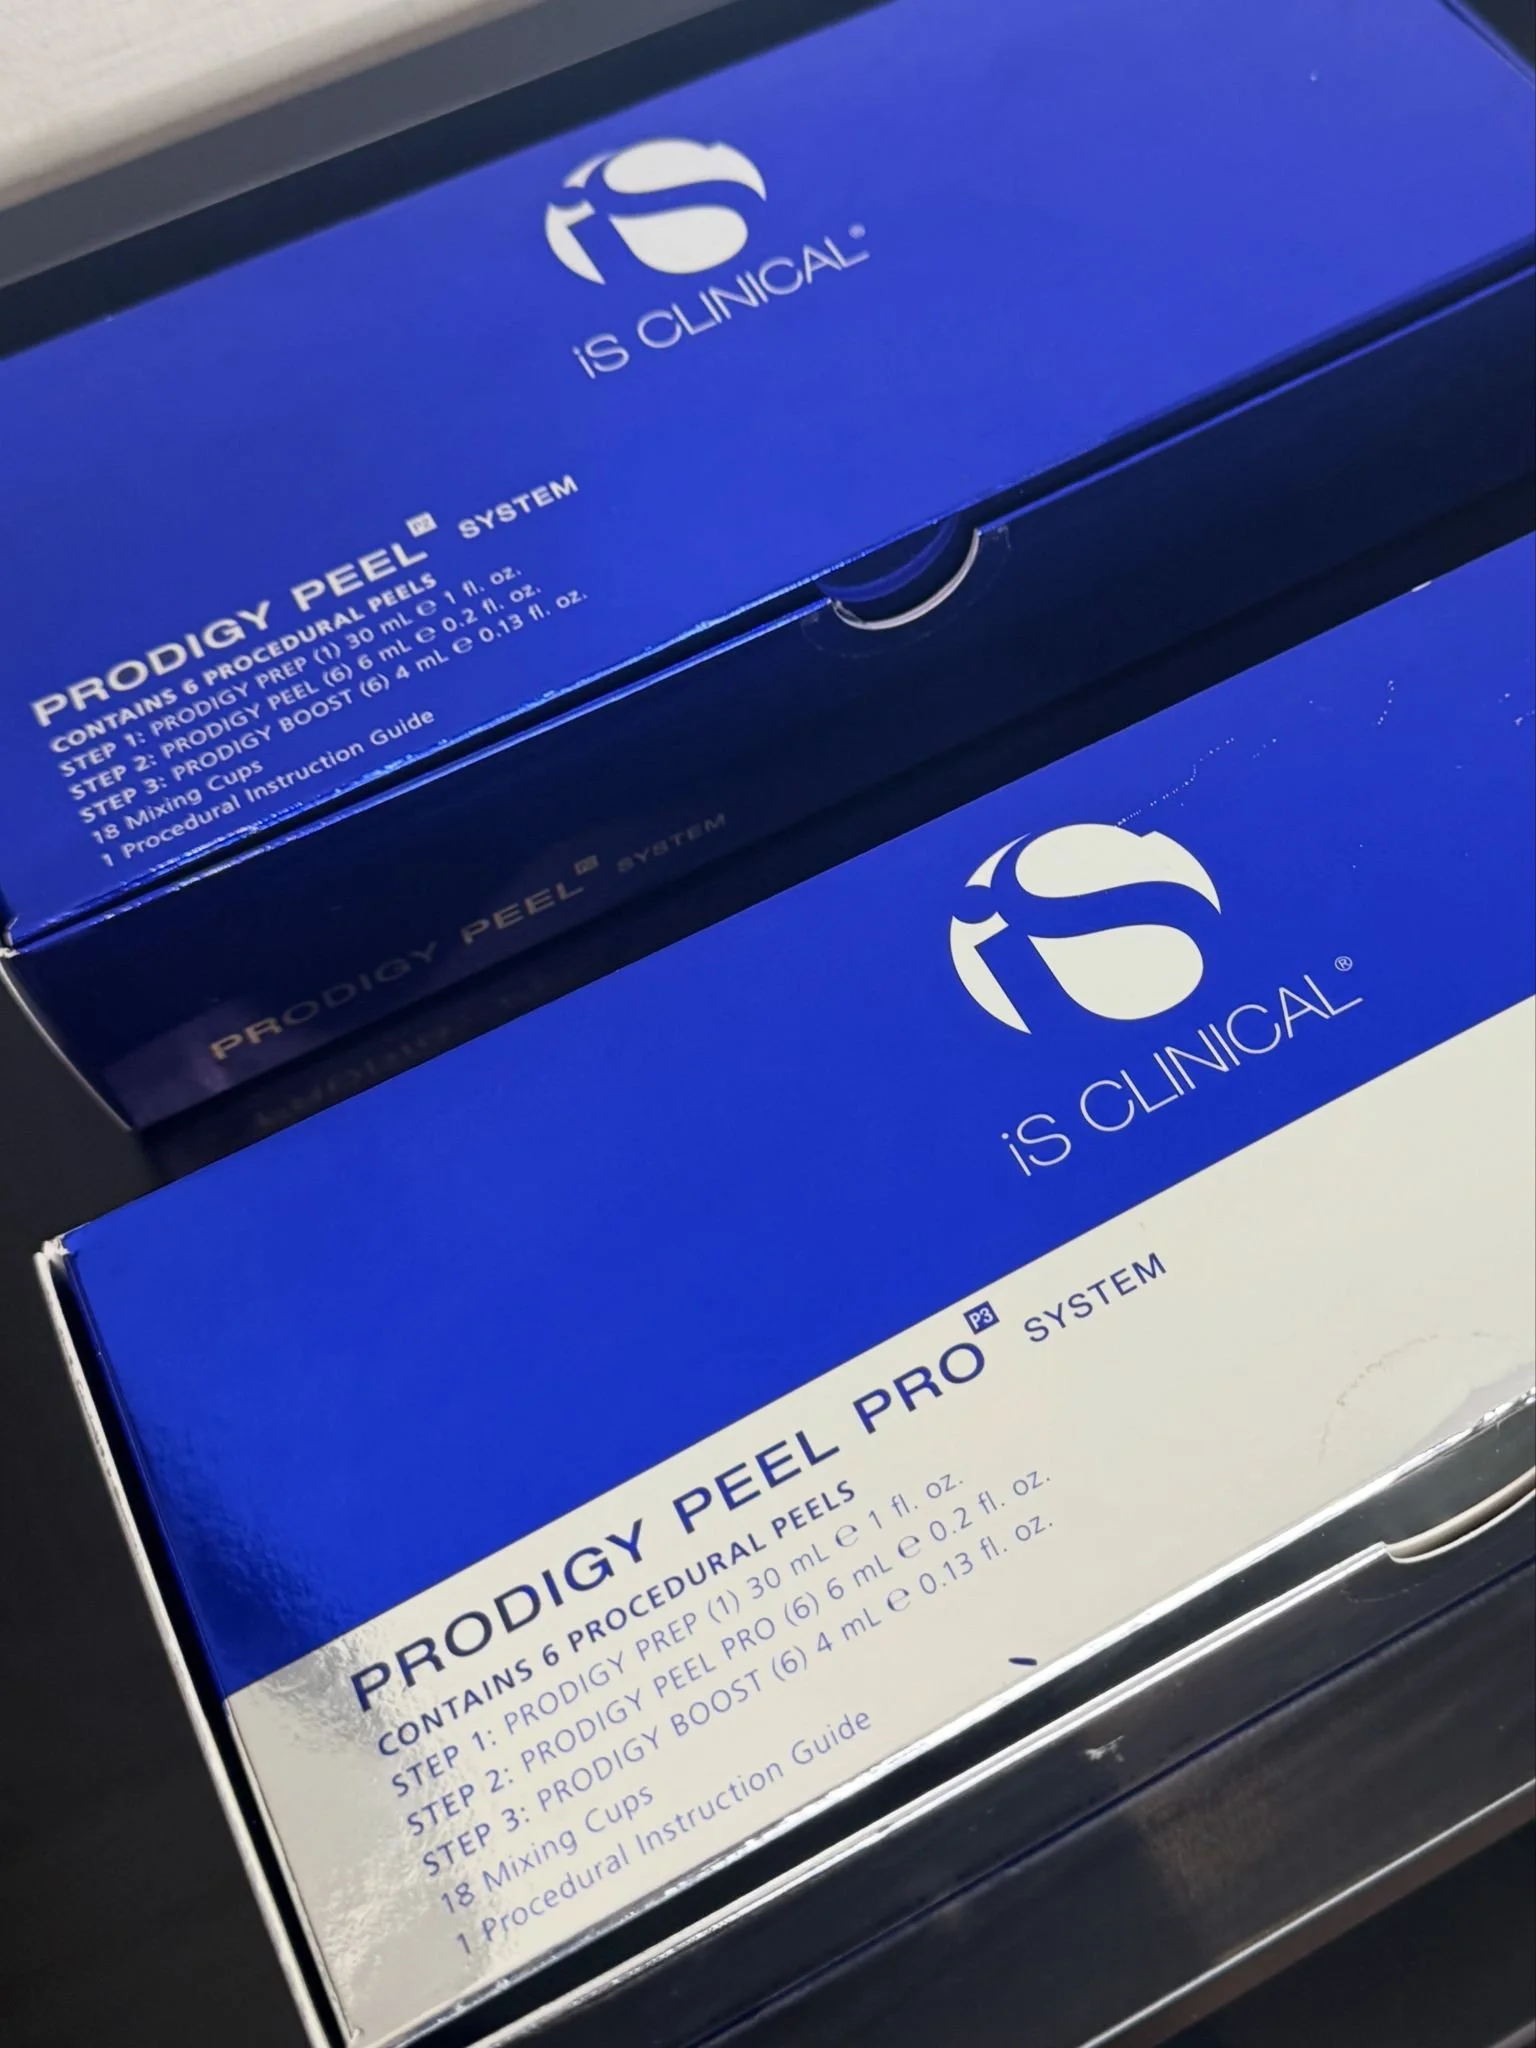 iS
iS CLINICAL®
PRODIGY PEEL P2 SYSTEM
CONTAINS 6 PROCEDURAL PEELS
STEP 1: PRODIGY PREP (1) 30 mL ℮ 1 fl. oz.
STEP 2: PRODIGY PEEL (6) 6 mL ℮ 0.2 fl. oz.
STEP 3: PRODIGY BOOST (6) 4 mL ℮ 0.13 fl. oz.
18 Mixing Cups
1 Procedural Instruction Guide
PRODIGY PEEL P2 SYSTEM
iS
iS CLINICAL®
PRODIGY PEEL PRO P3 SYSTEM
CONTAINS 6 PROCEDURAL PEELS
STEP 1: PRODIGY PREP (1) 30 mL ℮ 1 fl. oz.
STEP 2: PRODIGY PEEL PRO (6) 6 mL ℮ 0.2 fl. oz.
STEP 3: PRODIGY BOOST (6) 4 mL ℮ 0.13 fl. oz.
18 Mixing Cups
1 Procedural Instruction Guide